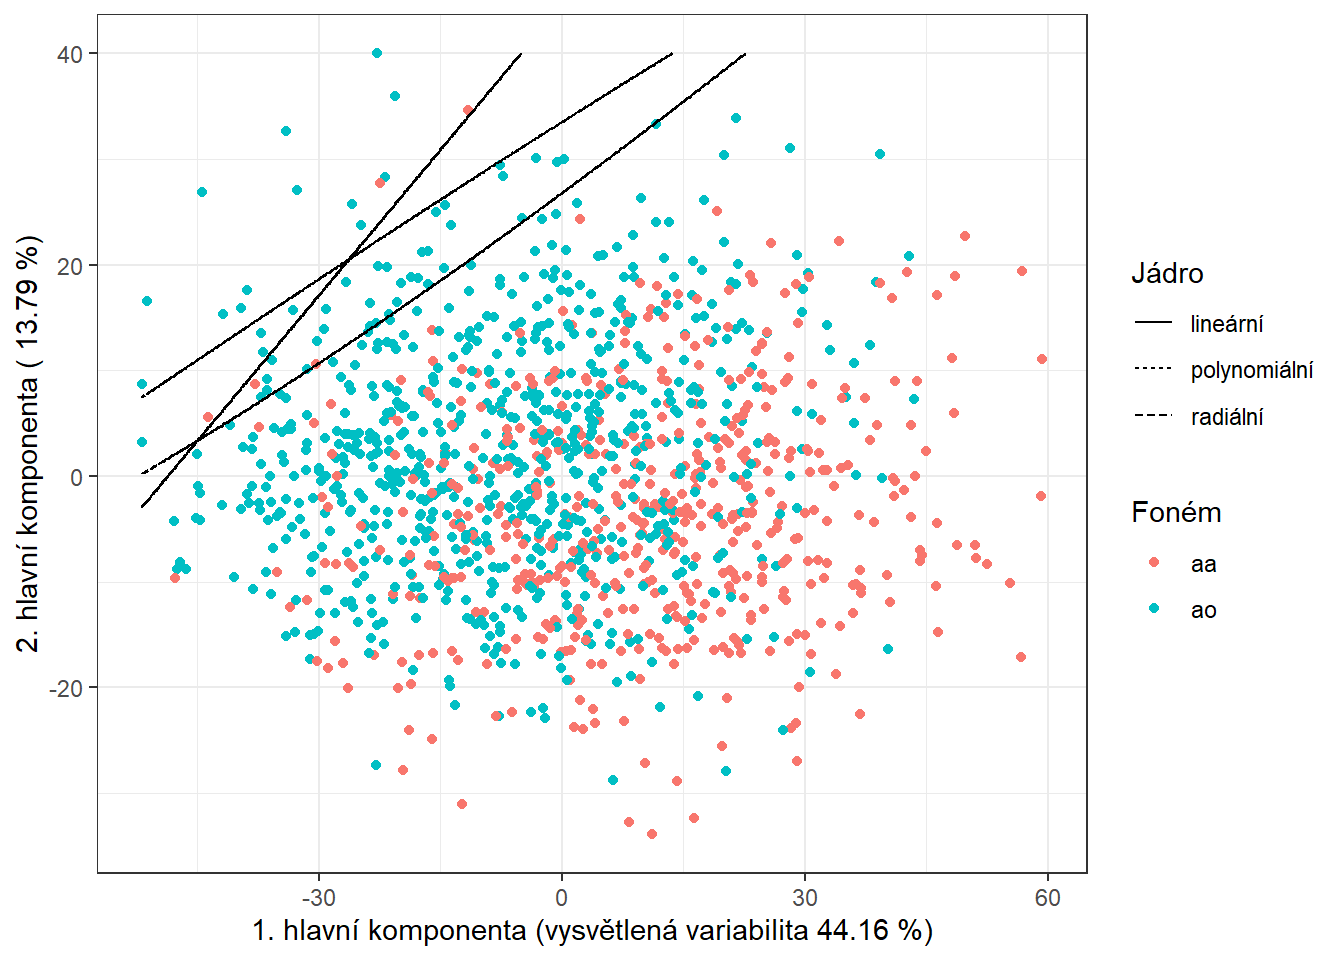 40
20
0
-20
2. hlavní komponenta ( 13.79 %)
-30
0
30
60
1. hlavní komponenta (vysvětlená variabilita 44.16 %)
Jádro
lineární
polynomiální
radiální
Foném
aa
ao